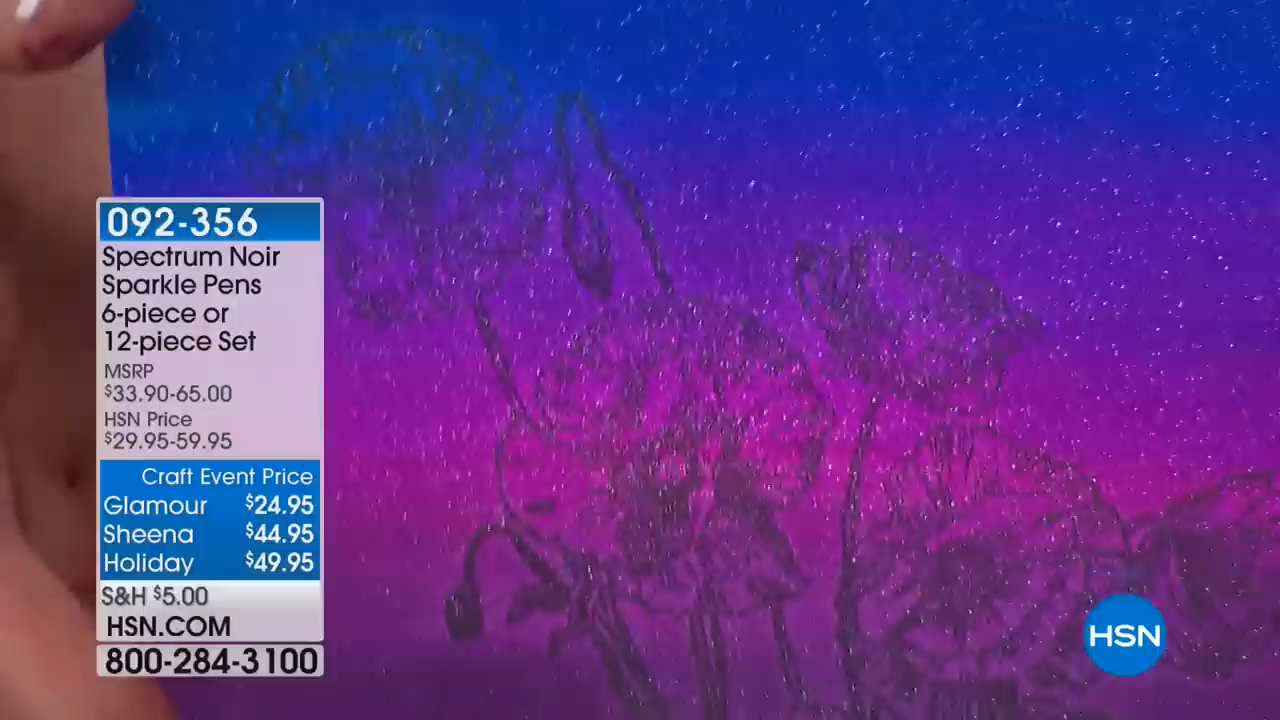 092-356
Spectrum Noir
Sparkle Pens
6-piece or
12-piece Set
MSRP
$33.90-65.00
HSN Price
$29.95-59.95
Craft Event Price
Glamour $24.95
Sheena $44.95
Holiday $49.95
S&H $5.00
HSN.COM
800-284-3100
HSN